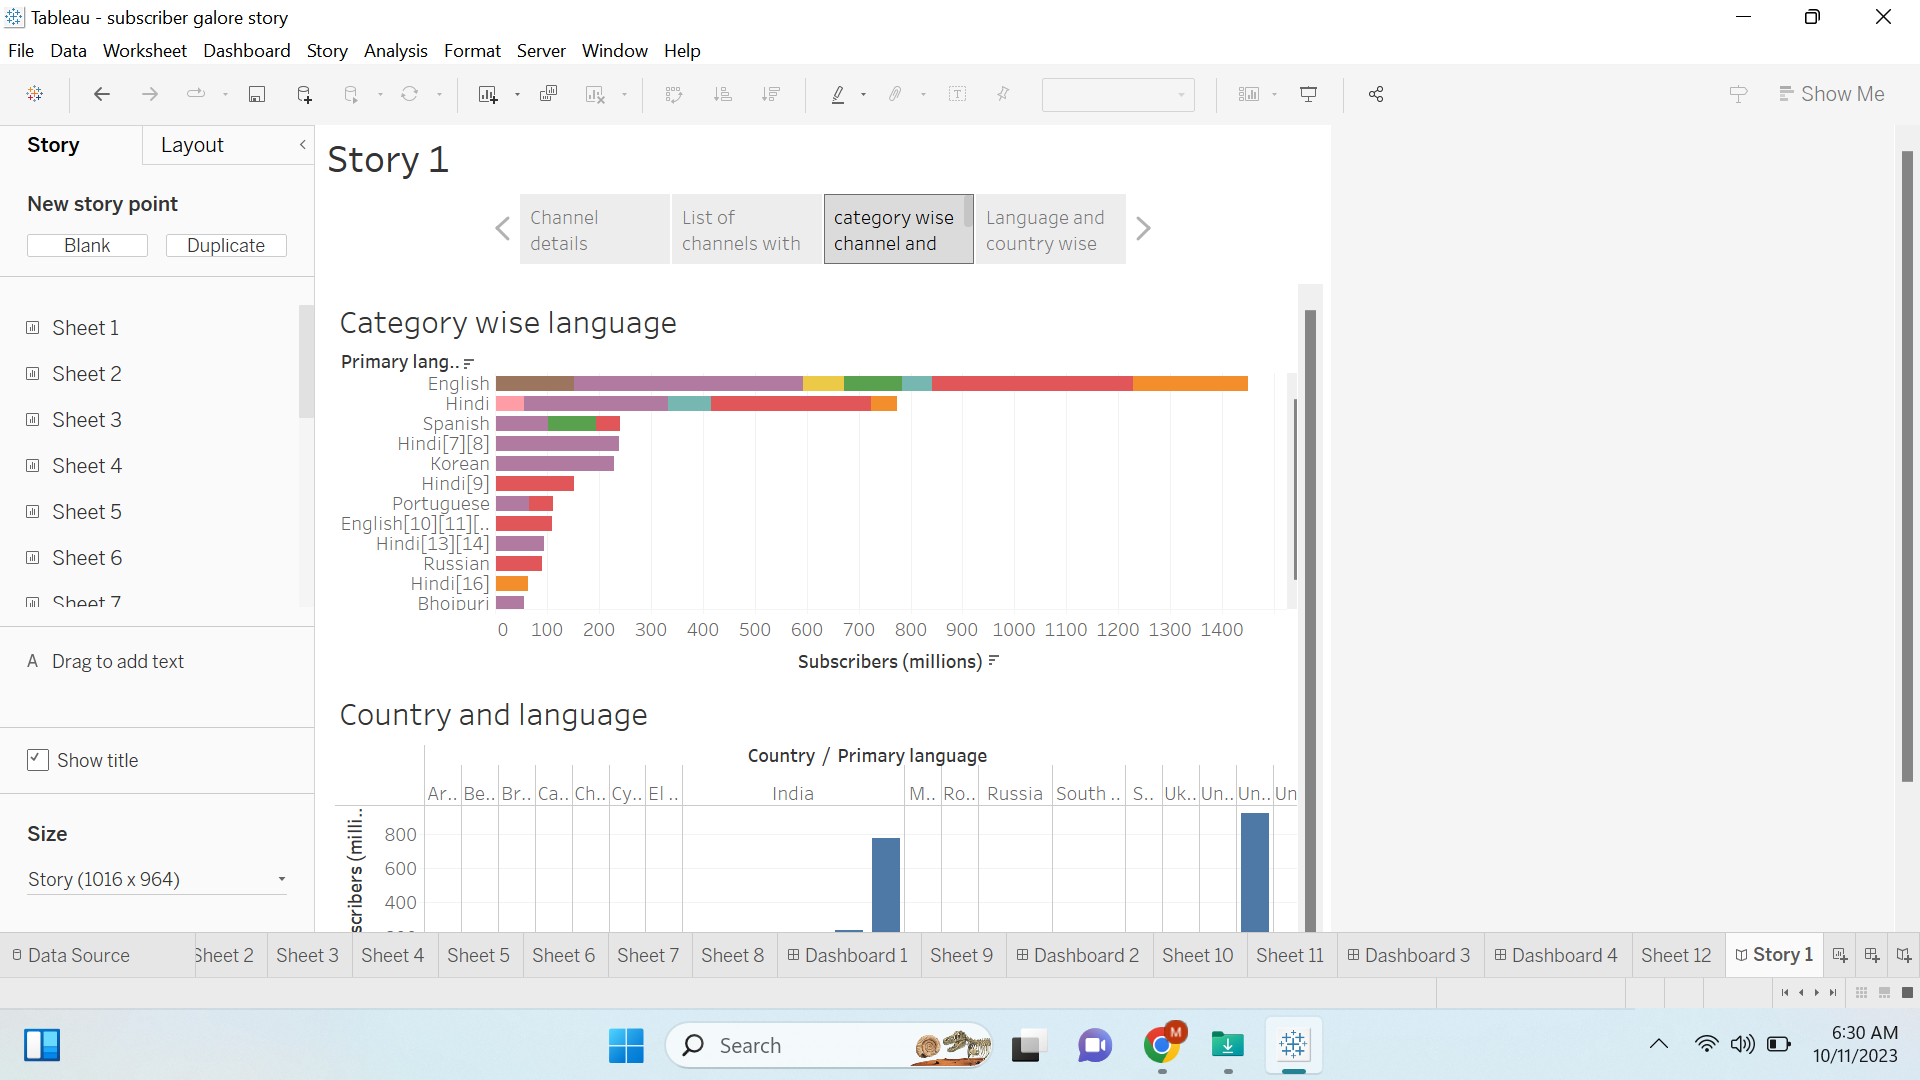 Tableau - subscriber galore story
File Data Worksheet Dashboard Story Analysis Format Server Window Help
Show Me
Story Layout
New story point
Blank Duplicate
Sheet 1
Sheet 2
Sheet 3
Sheet 4
Sheet 5
Sheet 6
Sheet 7
A Drag to add text
Show title
Size
Story (1016 x 964)
Story 1
Channel
details
List of
channels with
category wise
channel and
Language and
country wise
Category wise language
Primary lang..
English
Hindi
Spanish
Hindi[7][8]
Korean
Hindi[9]
Portuguese
English[10][11][..
Hindi[13][14]
Russian
Hindi[16]
Bhojpuri
0 100 200 300 400 500 600 700 800 900 1000 1100 1200 1300 1400
Subscribers (millions)
Country and language
Country / Primary language
Ar.. Be.. Br.. Ca.. Ch.. Cy.. El .. India M.. Ro.. Russia South .. S.. Uk.. Un.. Un.. Un
scribers (milli..
800
600
400
Data Source Sheet 2 Sheet 3 Sheet 4 Sheet 5 Sheet 6 Sheet 7 Sheet 8 Dashboard 1 Sheet 9 Dashboard 2 Sheet 10 Sheet 11 Dashboard 3 Dashboard 4 Sheet 12 Story 1
Search
M
6:30 AM
10/11/2023